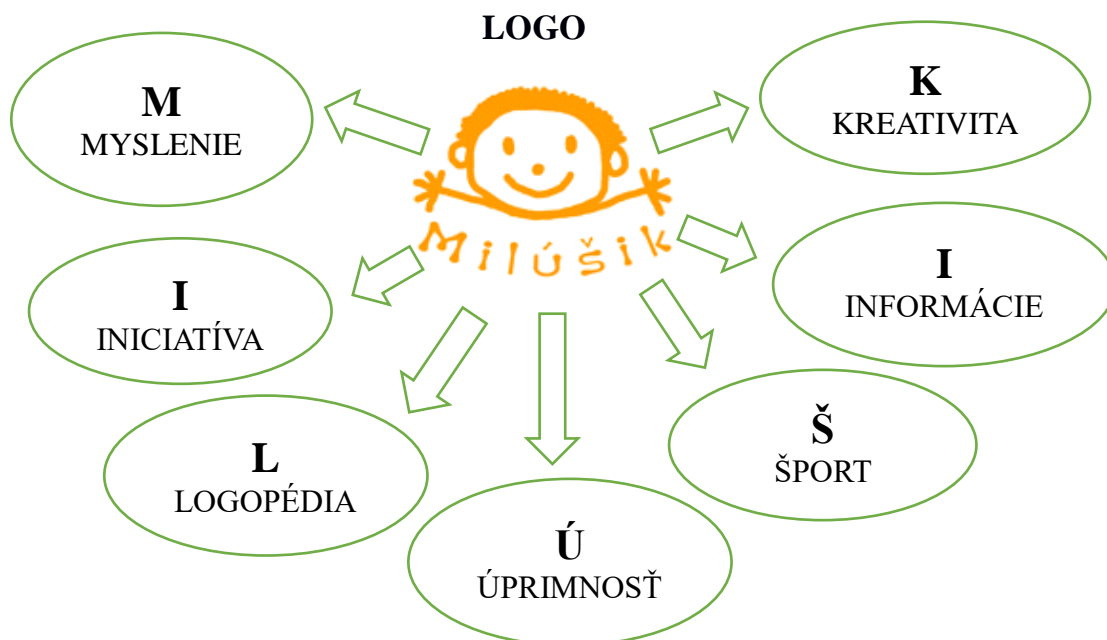 LOGO
Milúšik
M
MYSLENIE
I
INICIATÍVA
L
LOGOPÉDIA
Ú
ÚPRIMNOSŤ
Š
ŠPORT
I
INFORMÁCIE
K
KREATIVITA